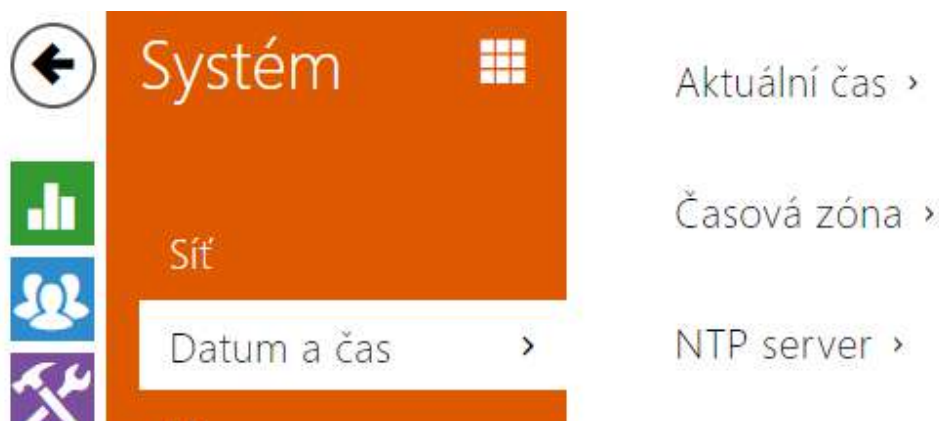 Systém
Síť
Datum a čas
Aktuální čas
Časová zóna
NTP server